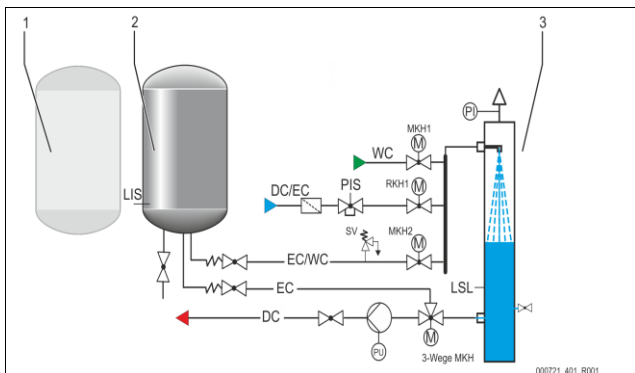 1
2
3
PI
MKH1
M
WC
LIS
DC/EC
PIS
RKH1
M
SV
MKH2
M
EC/WC
EC
LSL
DC
PU
M
3-Wege MKH
000721_401_R001